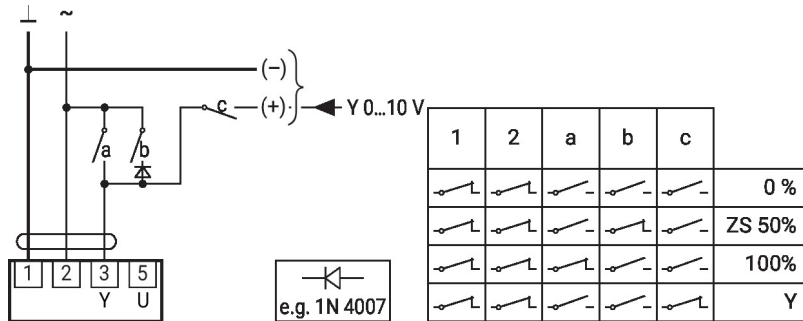 ⊥ ~
(–)
c (+) Y 0...10 V
a b
1 2 3 5
Y U
e.g. 1N 4007
1 2 a b c
0 %
ZS 50%
100%
Y